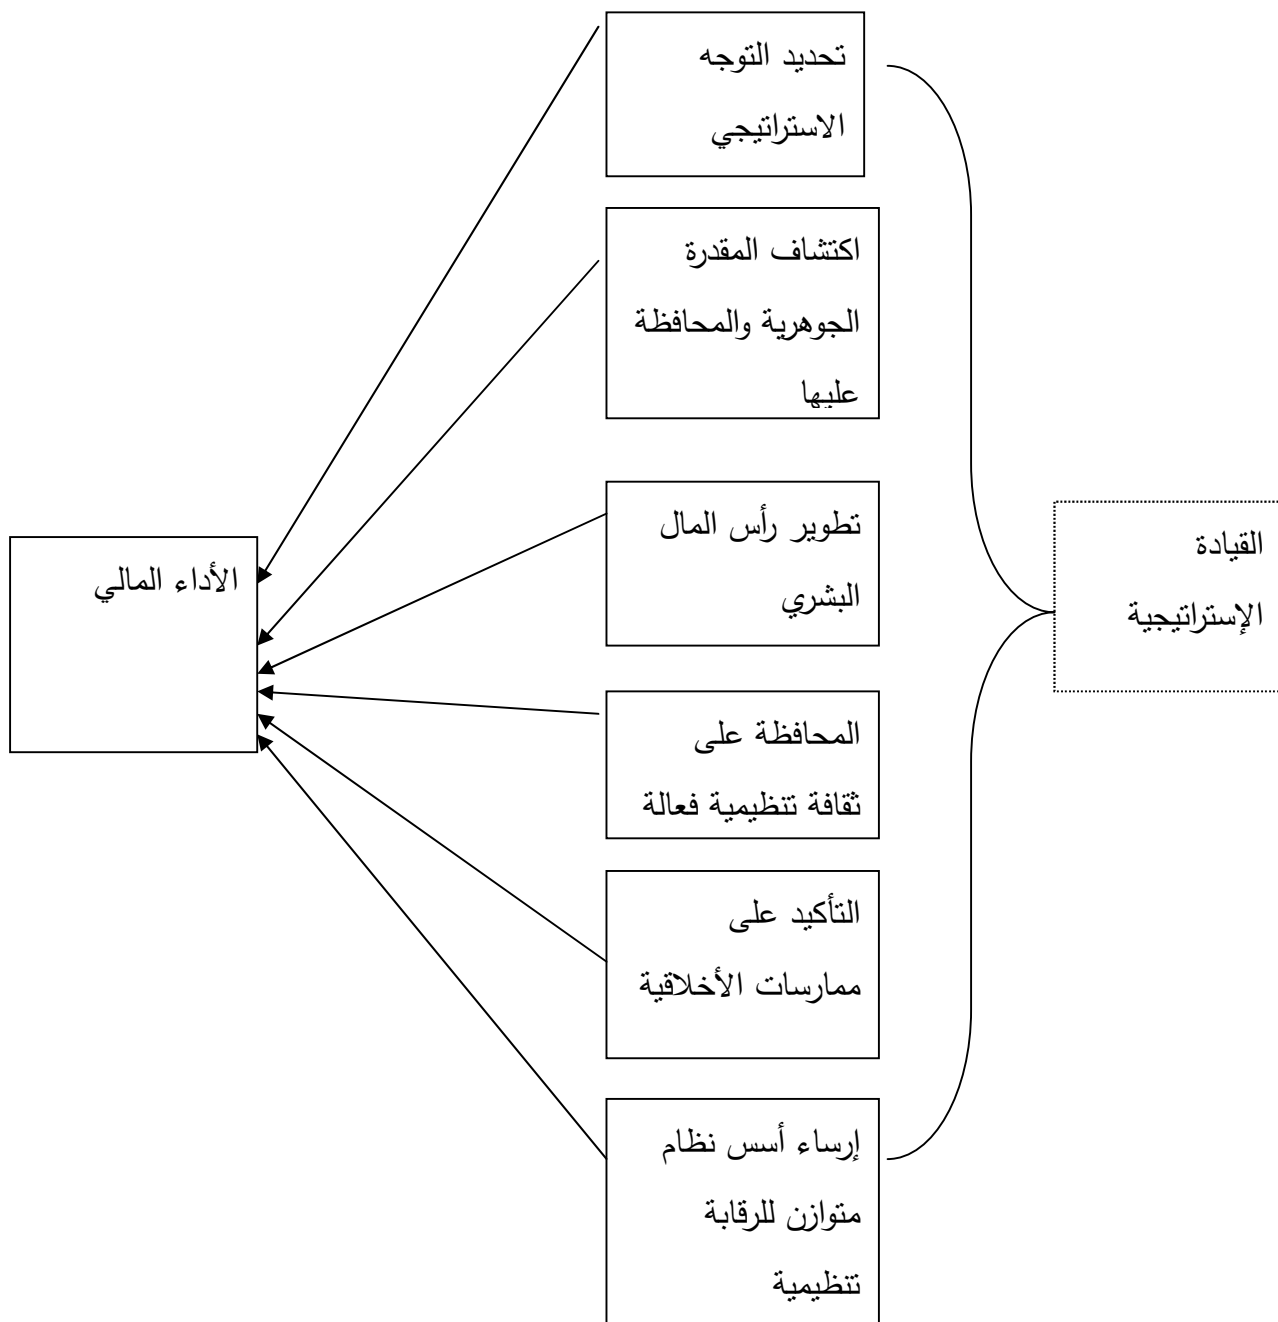 القيادة
الإستراتيجية
تحديد التوجه
الاستراتيجي
اكتشاف المقدرة
الجوهرية والمحافظة
عليها
تطوير رأس المال
البشري
المحافظة على
ثقافة تنظيمية فعالة
التأكيد على
ممارسات الأخلاقية
إرساء أسس نظام
متوازن للرقابة
تنظيمية
الأداء المالي